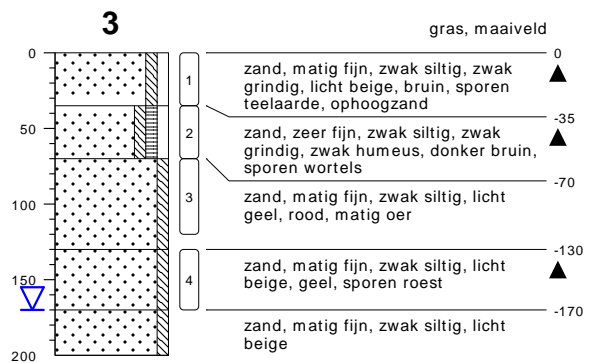 3
gras, maaiveld
0
0
zand, matig fijn, zwak siltig, zwak
grindig, licht beige, bruin, sporen
teelaarde, ophoogzand
1
-35
50
2
zand, zeer fijn, zwak siltig, zwak
grindig, zwak humeus, donker bruin,
sporen wortels
-70
3
zand, matig fijn, zwak siltig, licht
geel, rood, matig oer
100
-130
4
zand, matig fijn, zwak siltig, licht
beige, geel, sporen roest
150
-170
zand, matig fijn, zwak siltig, licht
beige
200